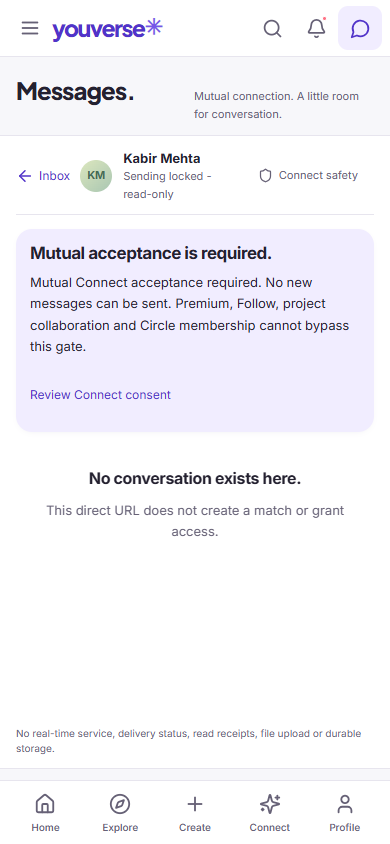 youverse
Messages.
Mutual connection. A little room
for conversation.
Inbox
KM
Kabir Mehta
Sending locked -
read-only
Connect safety
Mutual acceptance is required.
Mutual Connect acceptance required. No new
messages can be sent. Premium, Follow, project
collaboration and Circle membership cannot bypass
this gate.
Review Connect consent
No conversation exists here.
This direct URL does not create a match or grant
access.
No real-time service, delivery status, read receipts, file upload or durable
storage.
Home
Explore
Create
Connect
Profile